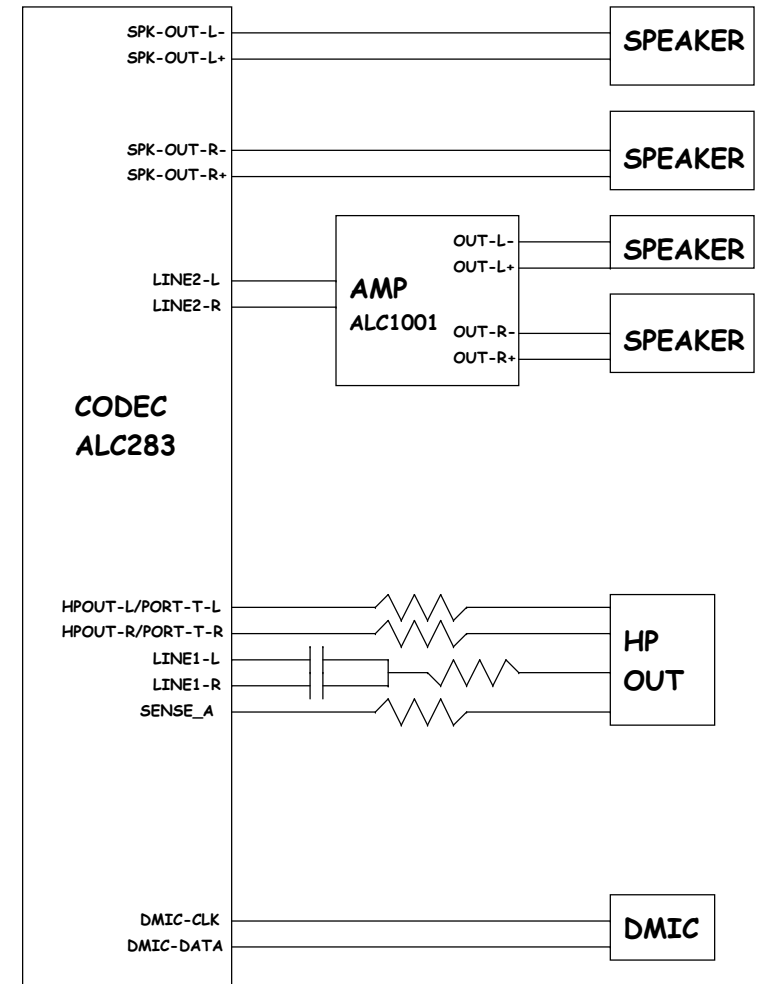 SPK-OUT-L-
SPK-OUT-L+
SPEAKER
SPK-OUT-R-
SPK-OUT-R+
SPEAKER
LINE2-L
LINE2-R
AMP
ALC1001
OUT-L-
OUT-L+
OUT-R-
OUT-R+
SPEAKER
SPEAKER
CODEC
ALC283
HPOUT-L/PORT-T-L
HPOUT-R/PORT-T-R
LINE1-L
LINE1-R
SENSE_A
HP
OUT
DMIC-CLK
DMIC-DATA
DMIC